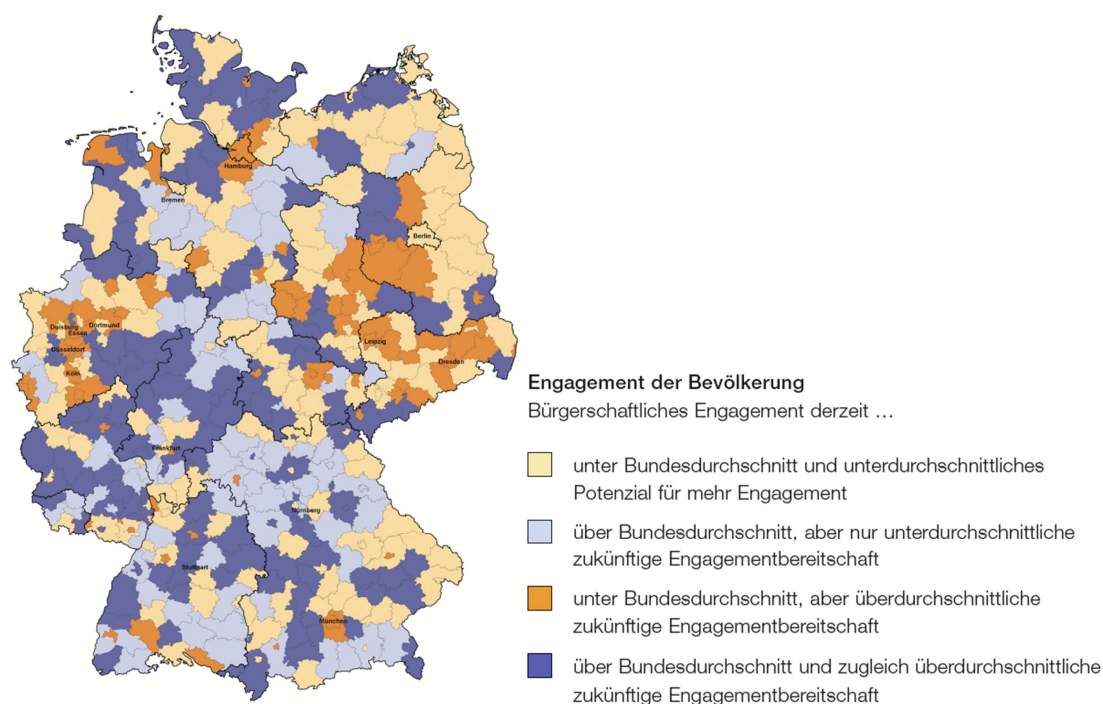 Hamburg
Bremen
Berlin
Duisburg
Essen
Dortmund
Düsseldorf
Köln
Leipzig
Dresden
Frankfurt
Nürnberg
Stuttgart
München
Engagement der Bevölkerung
Bürgerschaftliches Engagement derzeit …
unter Bundesdurchschnitt und unterdurchschnittliches
Potenzial für mehr Engagement
über Bundesdurchschnitt, aber nur unterdurchschnittliche
zukünftige Engagementbereitschaft
unter Bundesdurchschnitt, aber überdurchschnittliche
zukünftige Engagementbereitschaft
über Bundesdurchschnitt und zugleich überdurchschnittliche
zukünftige Engagementbereitschaft